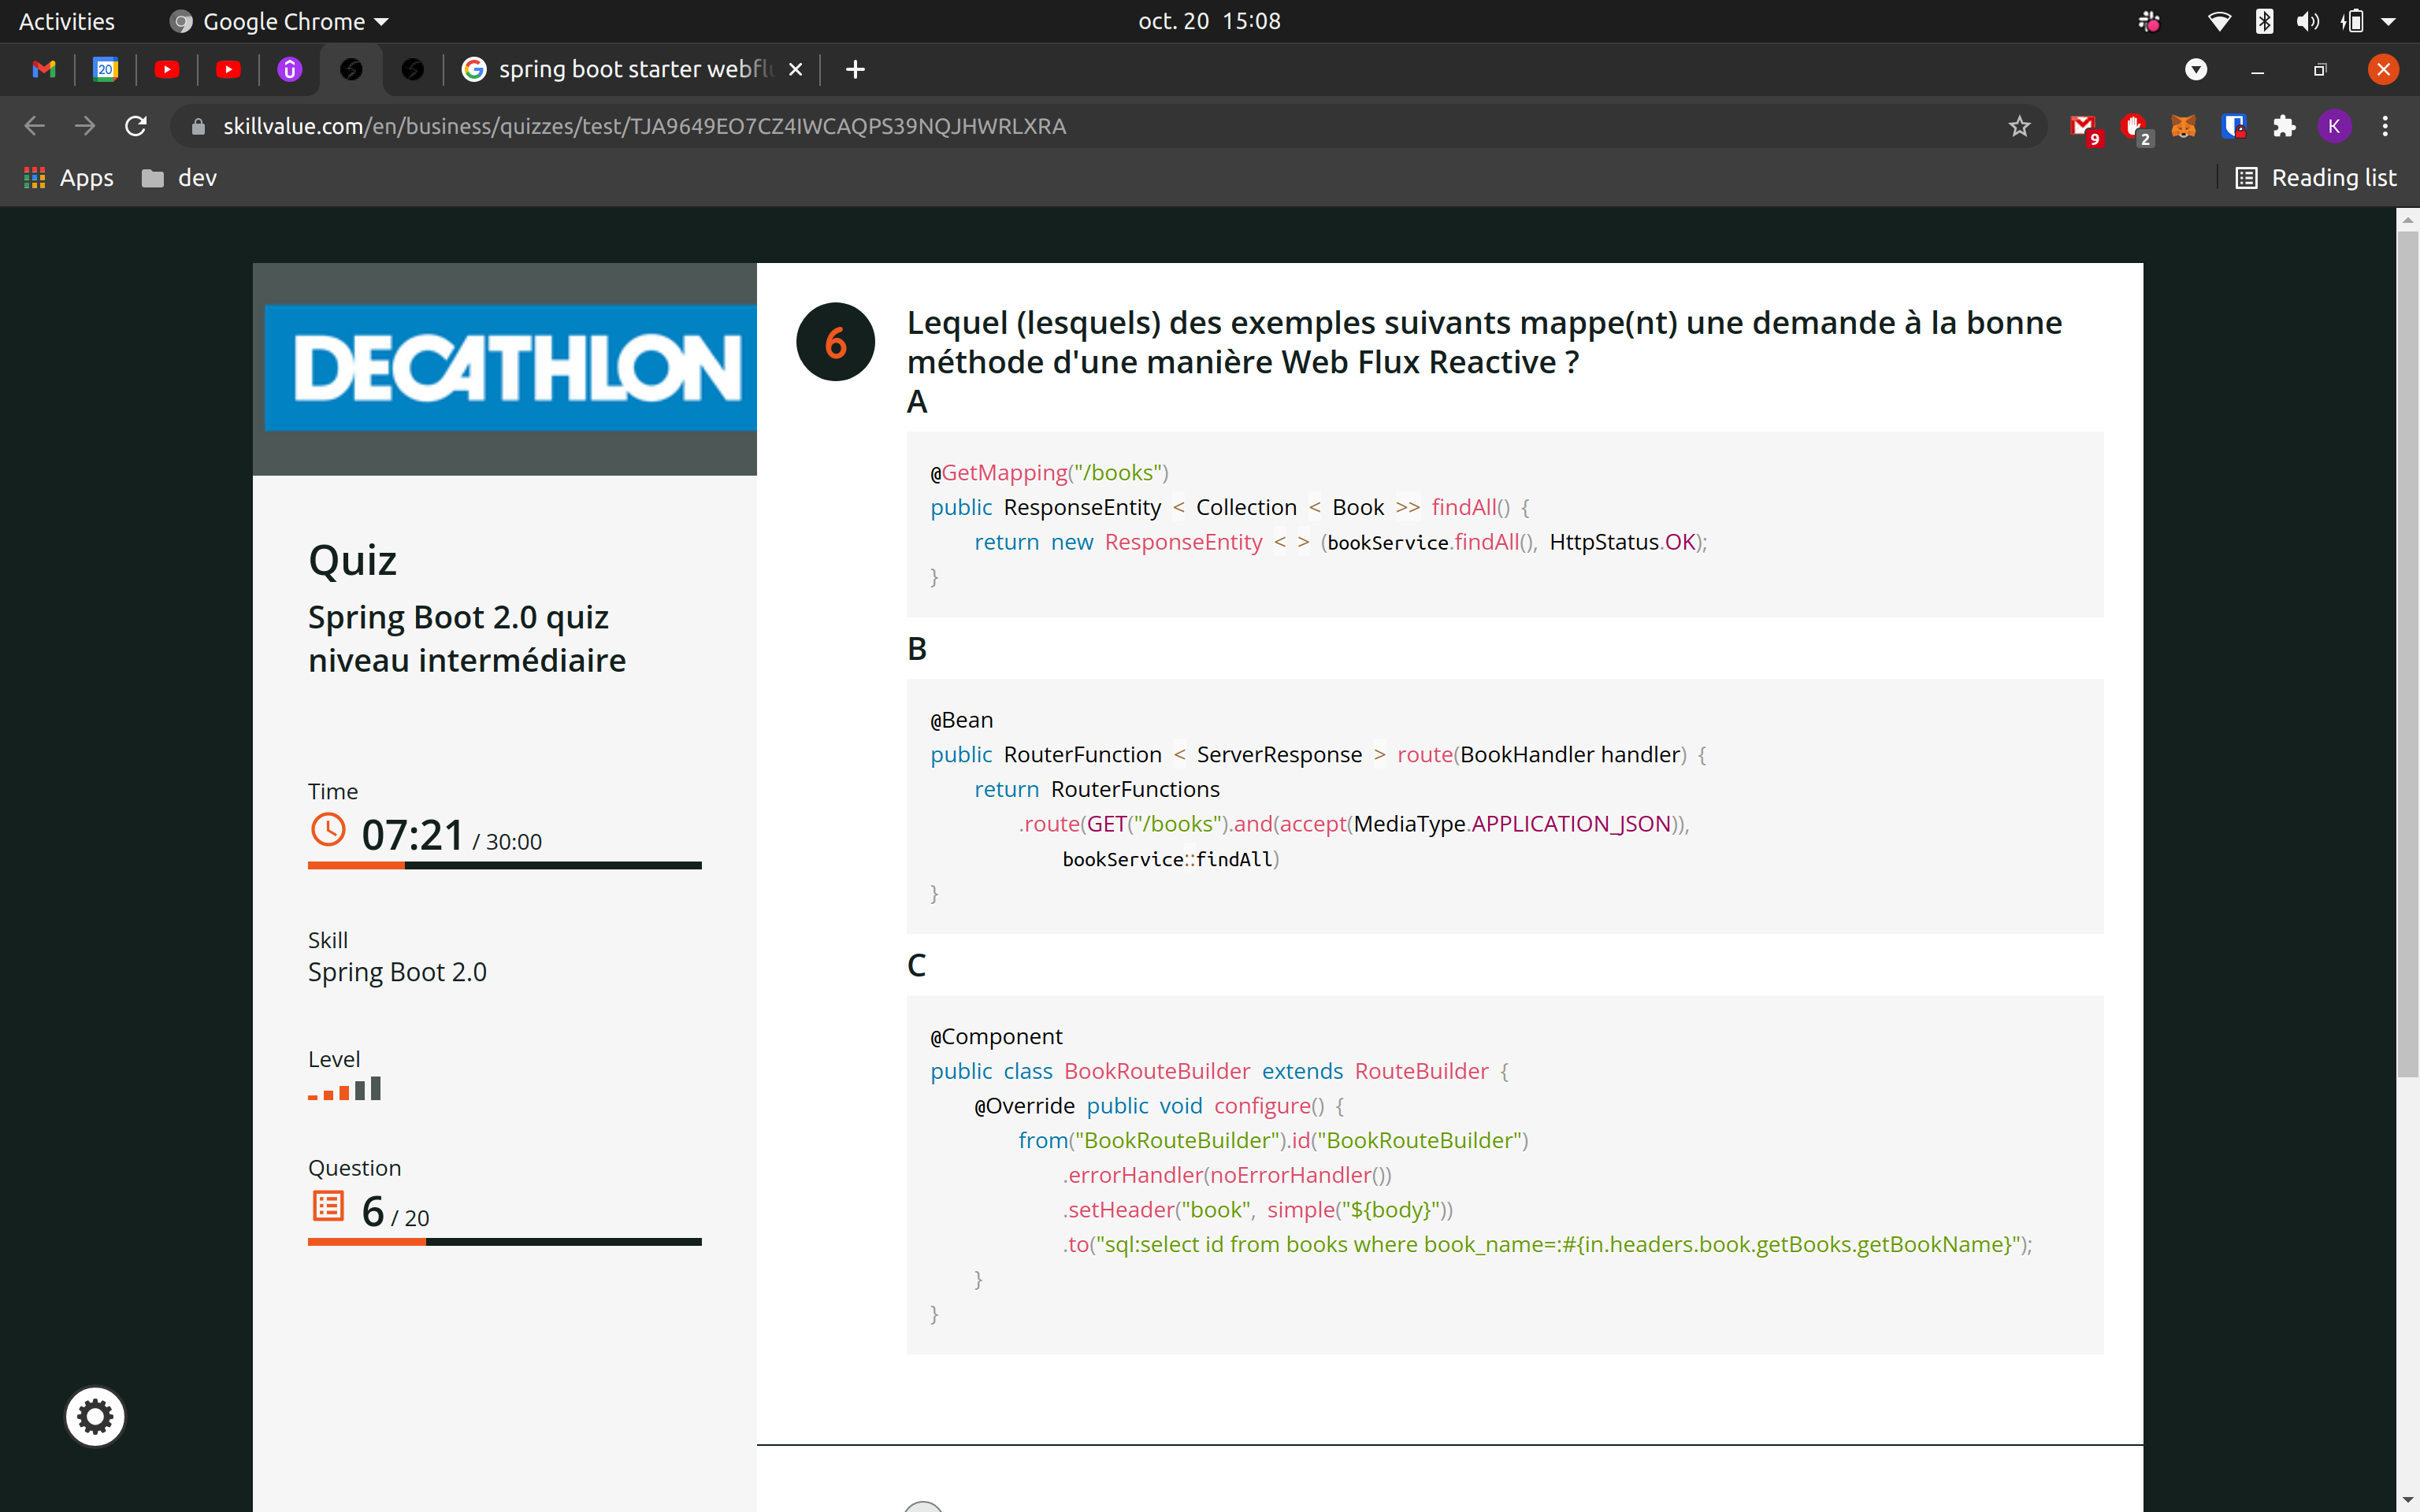 Activities
Google Chrome
oct. 20 15:08
20
spring boot starter webflu
skillvalue.com/en/business/quizzes/test/TJA9649EO7CZ4IWCAQPS39NQJHWRLXRA
9
2
K
Apps
dev
Reading list
DECATHLON
Quiz
Spring Boot 2.0 quiz
niveau intermédiaire
Time
07:21 / 30:00
Skill
Spring Boot 2.0
Level
Question
6 / 20
6
Lequel (lesquels) des exemples suivants mappe(nt) une demande à la bonne
méthode d'une manière Web Flux Reactive ?
A
@GetMapping("/books")
public ResponseEntity < Collection < Book >> findAll() {
return new ResponseEntity < > (bookService.findAll(), HttpStatus.OK);
}
B
@Bean
public RouterFunction < ServerResponse > route(BookHandler handler) {
return RouterFunctions
.route(GET("/books").and(accept(MediaType.APPLICATION_JSON)),
bookService::findAll)
}
C
@Component
public class BookRouteBuilder extends RouteBuilder {
@Override public void configure() {
from("BookRouteBuilder").id("BookRouteBuilder")
.errorHandler(noErrorHandler())
.setHeader("book", simple("${body}"))
.to("sql:select id from books where book_name=:#{in.headers.book.getBooks.getBookName}");
}
}